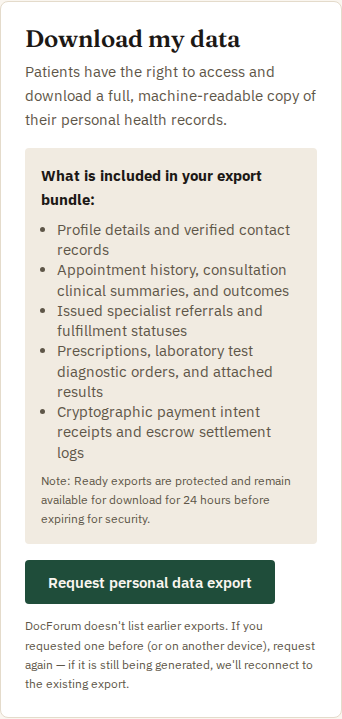 Download my data
Patients have the right to access and
download a full, machine-readable copy of
their personal health records.
What is included in your export
bundle:
• Profile details and verified contact
records
• Appointment history, consultation
clinical summaries, and outcomes
• Issued specialist referrals and
fulfillment statuses
• Prescriptions, laboratory test
diagnostic orders, and attached
results
• Cryptographic payment intent
receipts and escrow settlement
logs
Note: Ready exports are protected and remain
available for download for 24 hours before
expiring for security.
Request personal data export
DocForum doesn't list earlier exports. If you
requested one before (or on another device), request
again — if it is still being generated, we'll reconnect to
the existing export.